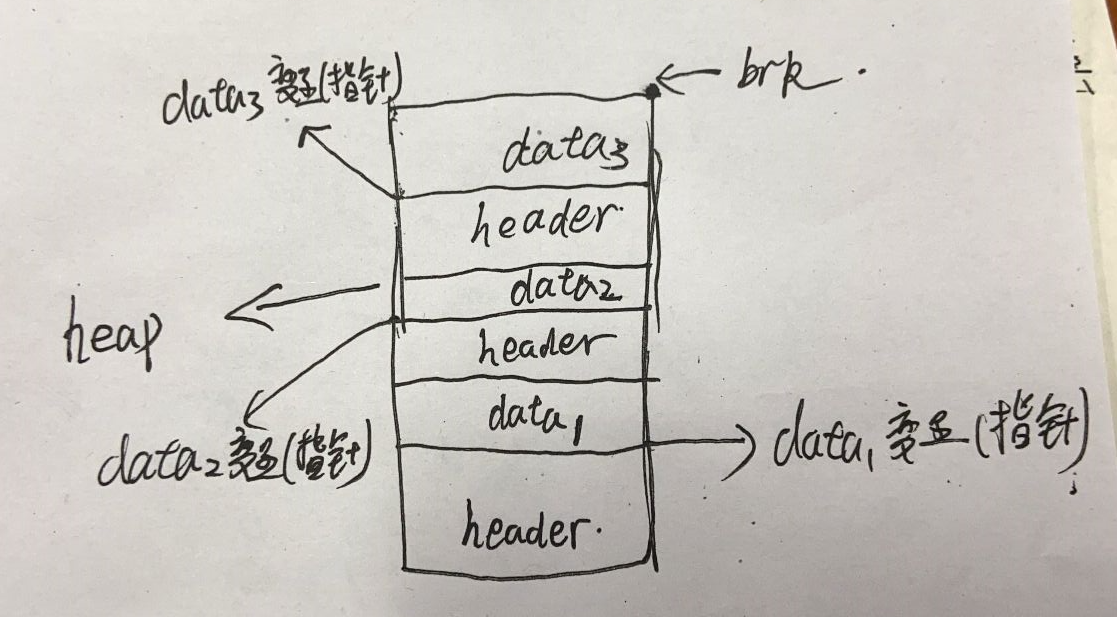 data3 变量(指针)
brk.
data3
header
data2
heap
header
data1
data2 变量(指针)
data1 变量(指针)
header.